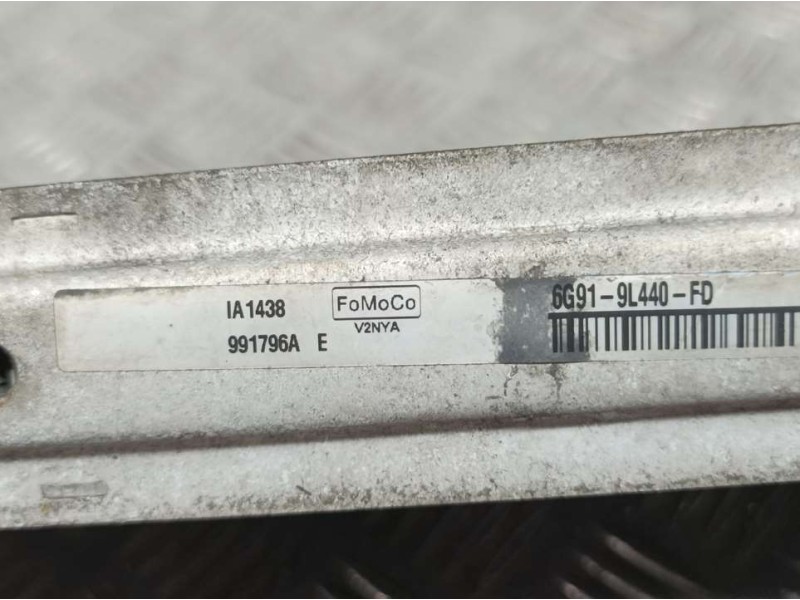 IA1438
991796A E
FoMoCo
V2NYA
6G91-9L440-FD